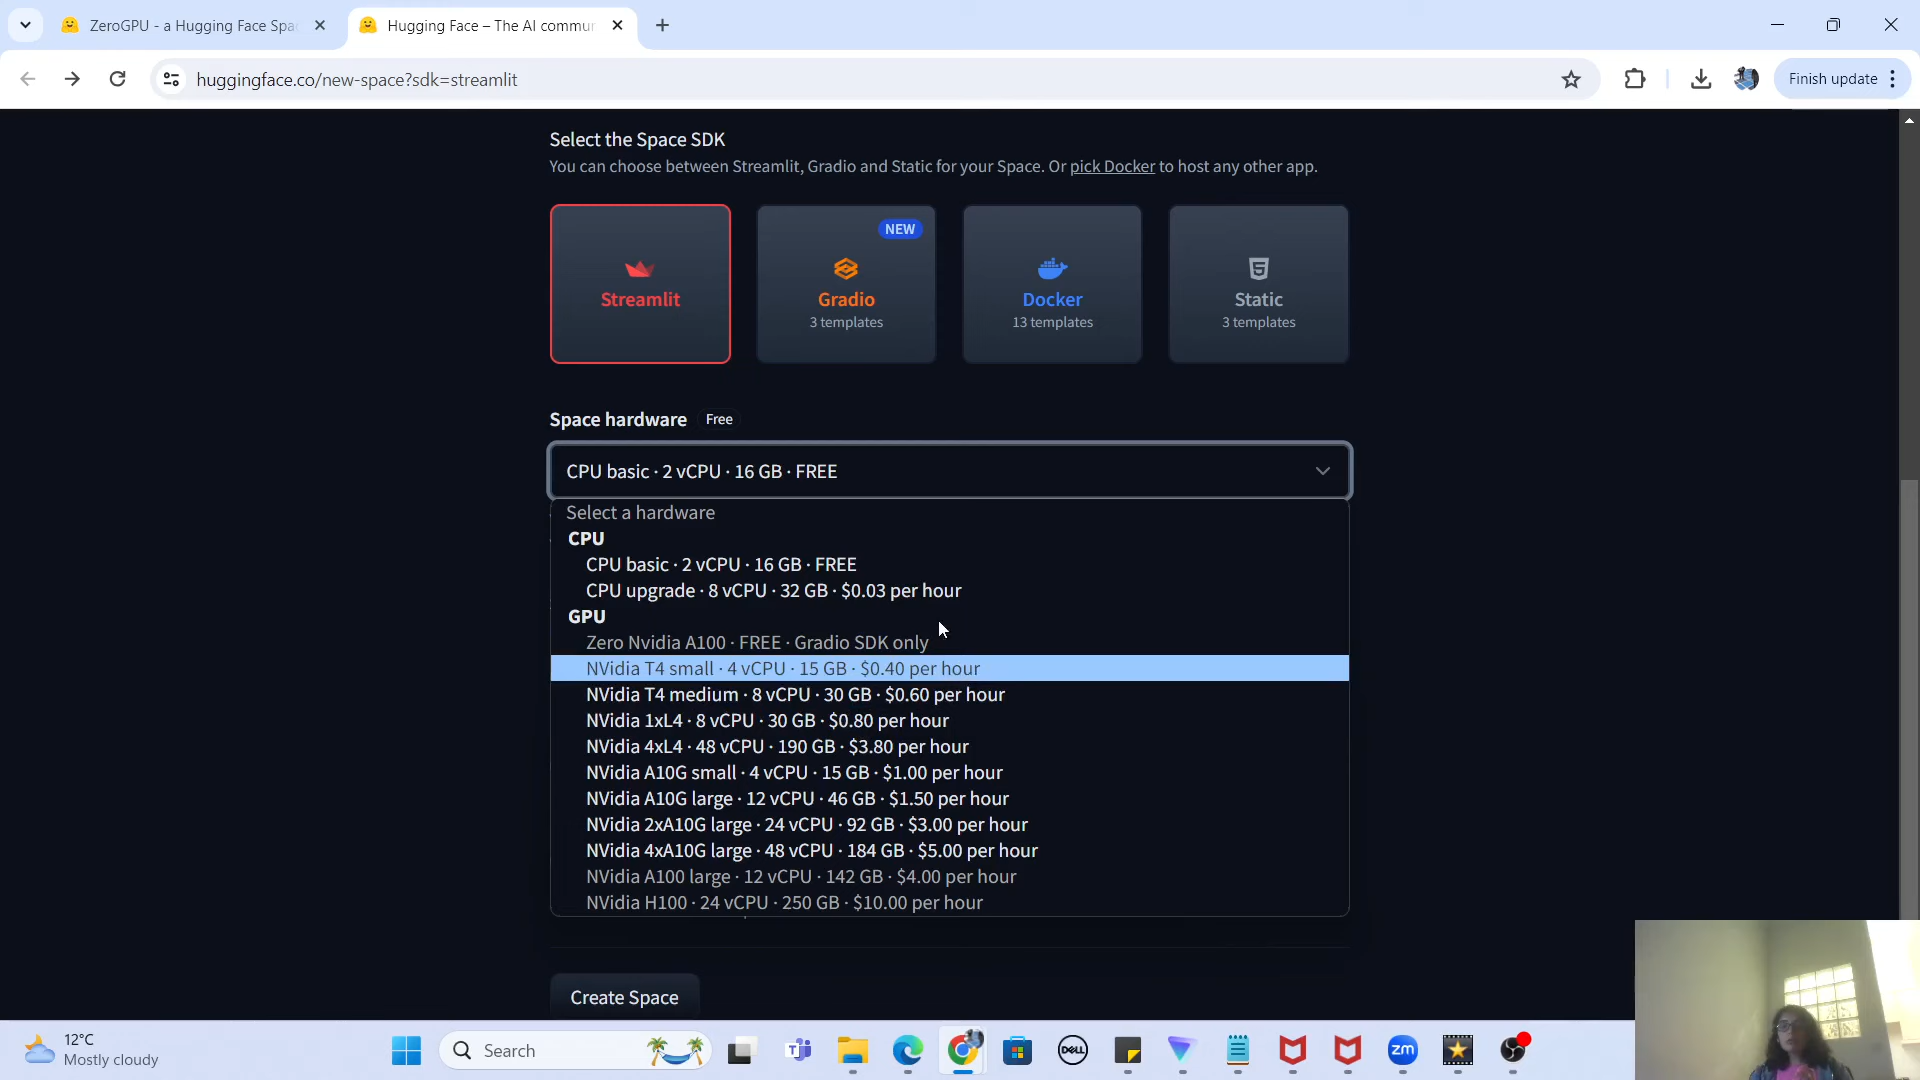 ZeroGPU - a Hugging Face Spa
Hugging Face – The AI commun
huggingface.co/new-space?sdk=streamlit
Finish update
Select the Space SDK
You can choose between Streamlit, Gradio and Static for your Space. Or pick Docker to host any other app.
Streamlit
NEW
Gradio
3 templates
Docker
13 templates
Static
3 templates
Space hardware Free
CPU basic · 2 vCPU · 16 GB · FREE
Select a hardware
CPU
CPU basic · 2 vCPU · 16 GB · FREE
CPU upgrade · 8 vCPU · 32 GB · $0.03 per hour
GPU
Zero Nvidia A100 · FREE · Gradio SDK only
NVidia T4 small · 4 vCPU · 15 GB · $0.40 per hour
NVidia T4 medium · 8 vCPU · 30 GB · $0.60 per hour
NVidia 1xL4 · 8 vCPU · 30 GB · $0.80 per hour
NVidia 4xL4 · 48 vCPU · 190 GB · $3.80 per hour
NVidia A10G small · 4 vCPU · 15 GB · $1.00 per hour
NVidia A10G large · 12 vCPU · 46 GB · $1.50 per hour
NVidia 2xA10G large · 24 vCPU · 92 GB · $3.00 per hour
NVidia 4xA10G large · 48 vCPU · 184 GB · $5.00 per hour
NVidia A100 large · 12 vCPU · 142 GB · $4.00 per hour
NVidia H100 · 24 vCPU · 250 GB · $10.00 per hour
Create Space
12°C
Mostly cloudy
Search
DELL
zm